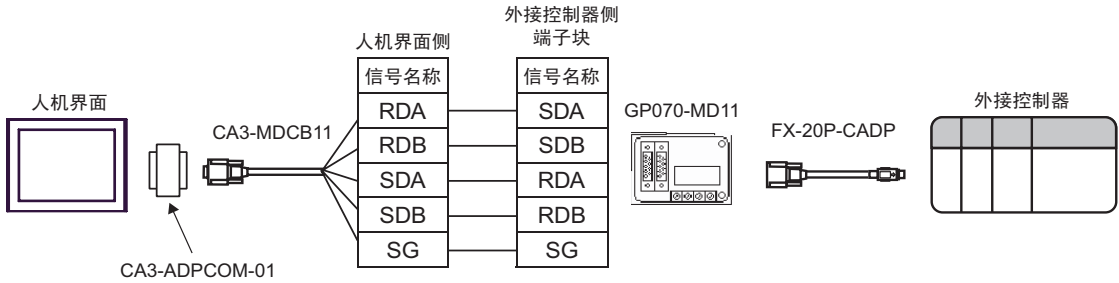 人机界面
CA3-ADPCOM-01
CA3-MDCB11
人机界面侧
信号名称
RDA
RDB
SDA
SDB
SG
外接控制器侧
端子块
信号名称
SDA
SDB
RDA
RDB
SG
GP070-MD11
FX-20P-CADP
外接控制器